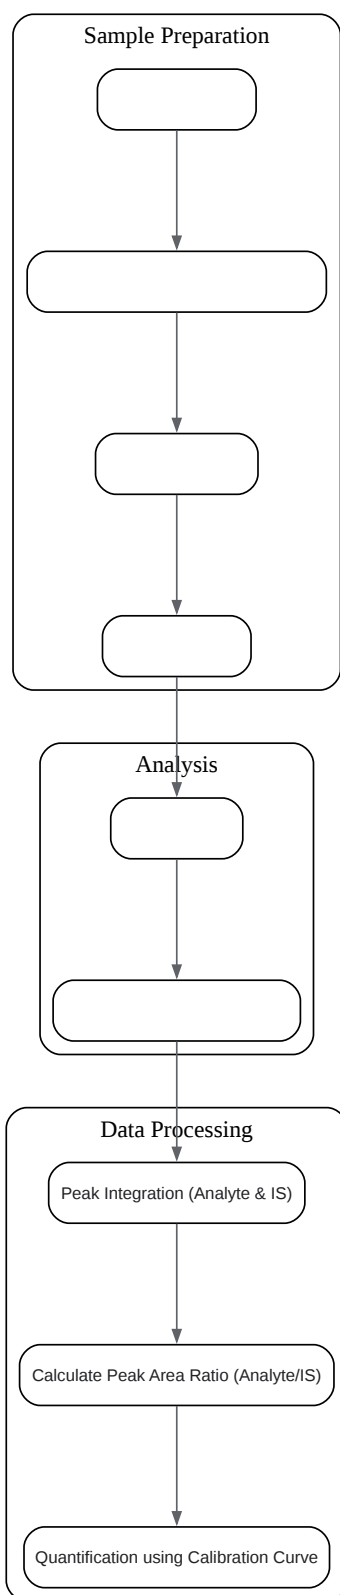 Sample Preparation
Analysis
Data Processing
Peak Integration (Analyte & IS)
Calculate Peak Area Ratio (Analyte/IS)
Quantification using Calibration Curve